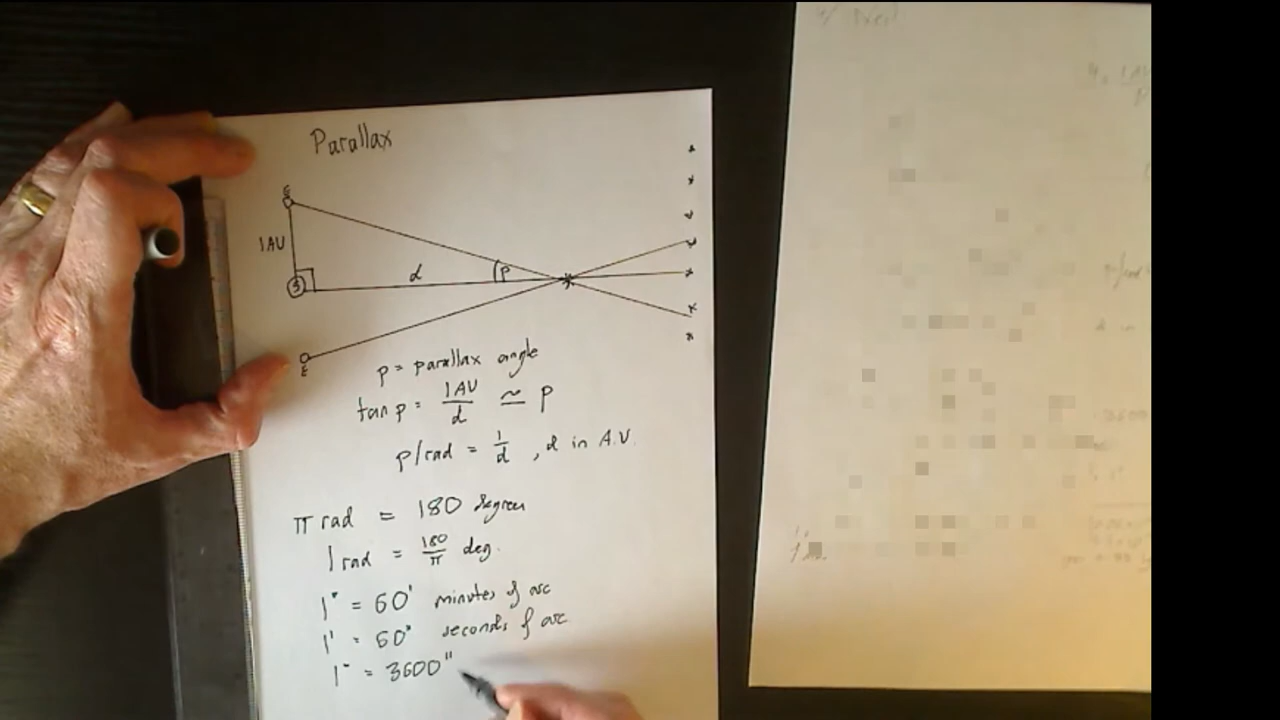 Parallax
E
1AU
S
d
p
E
p = parallax angle
tan p = 1AU/d ≃ p
p/rad = 1/d , d in A.U.
π rad = 180 degrees
1 rad = 180/π deg.
1° = 60' minutes of arc
1' = 60" seconds of arc
1° = 3600"